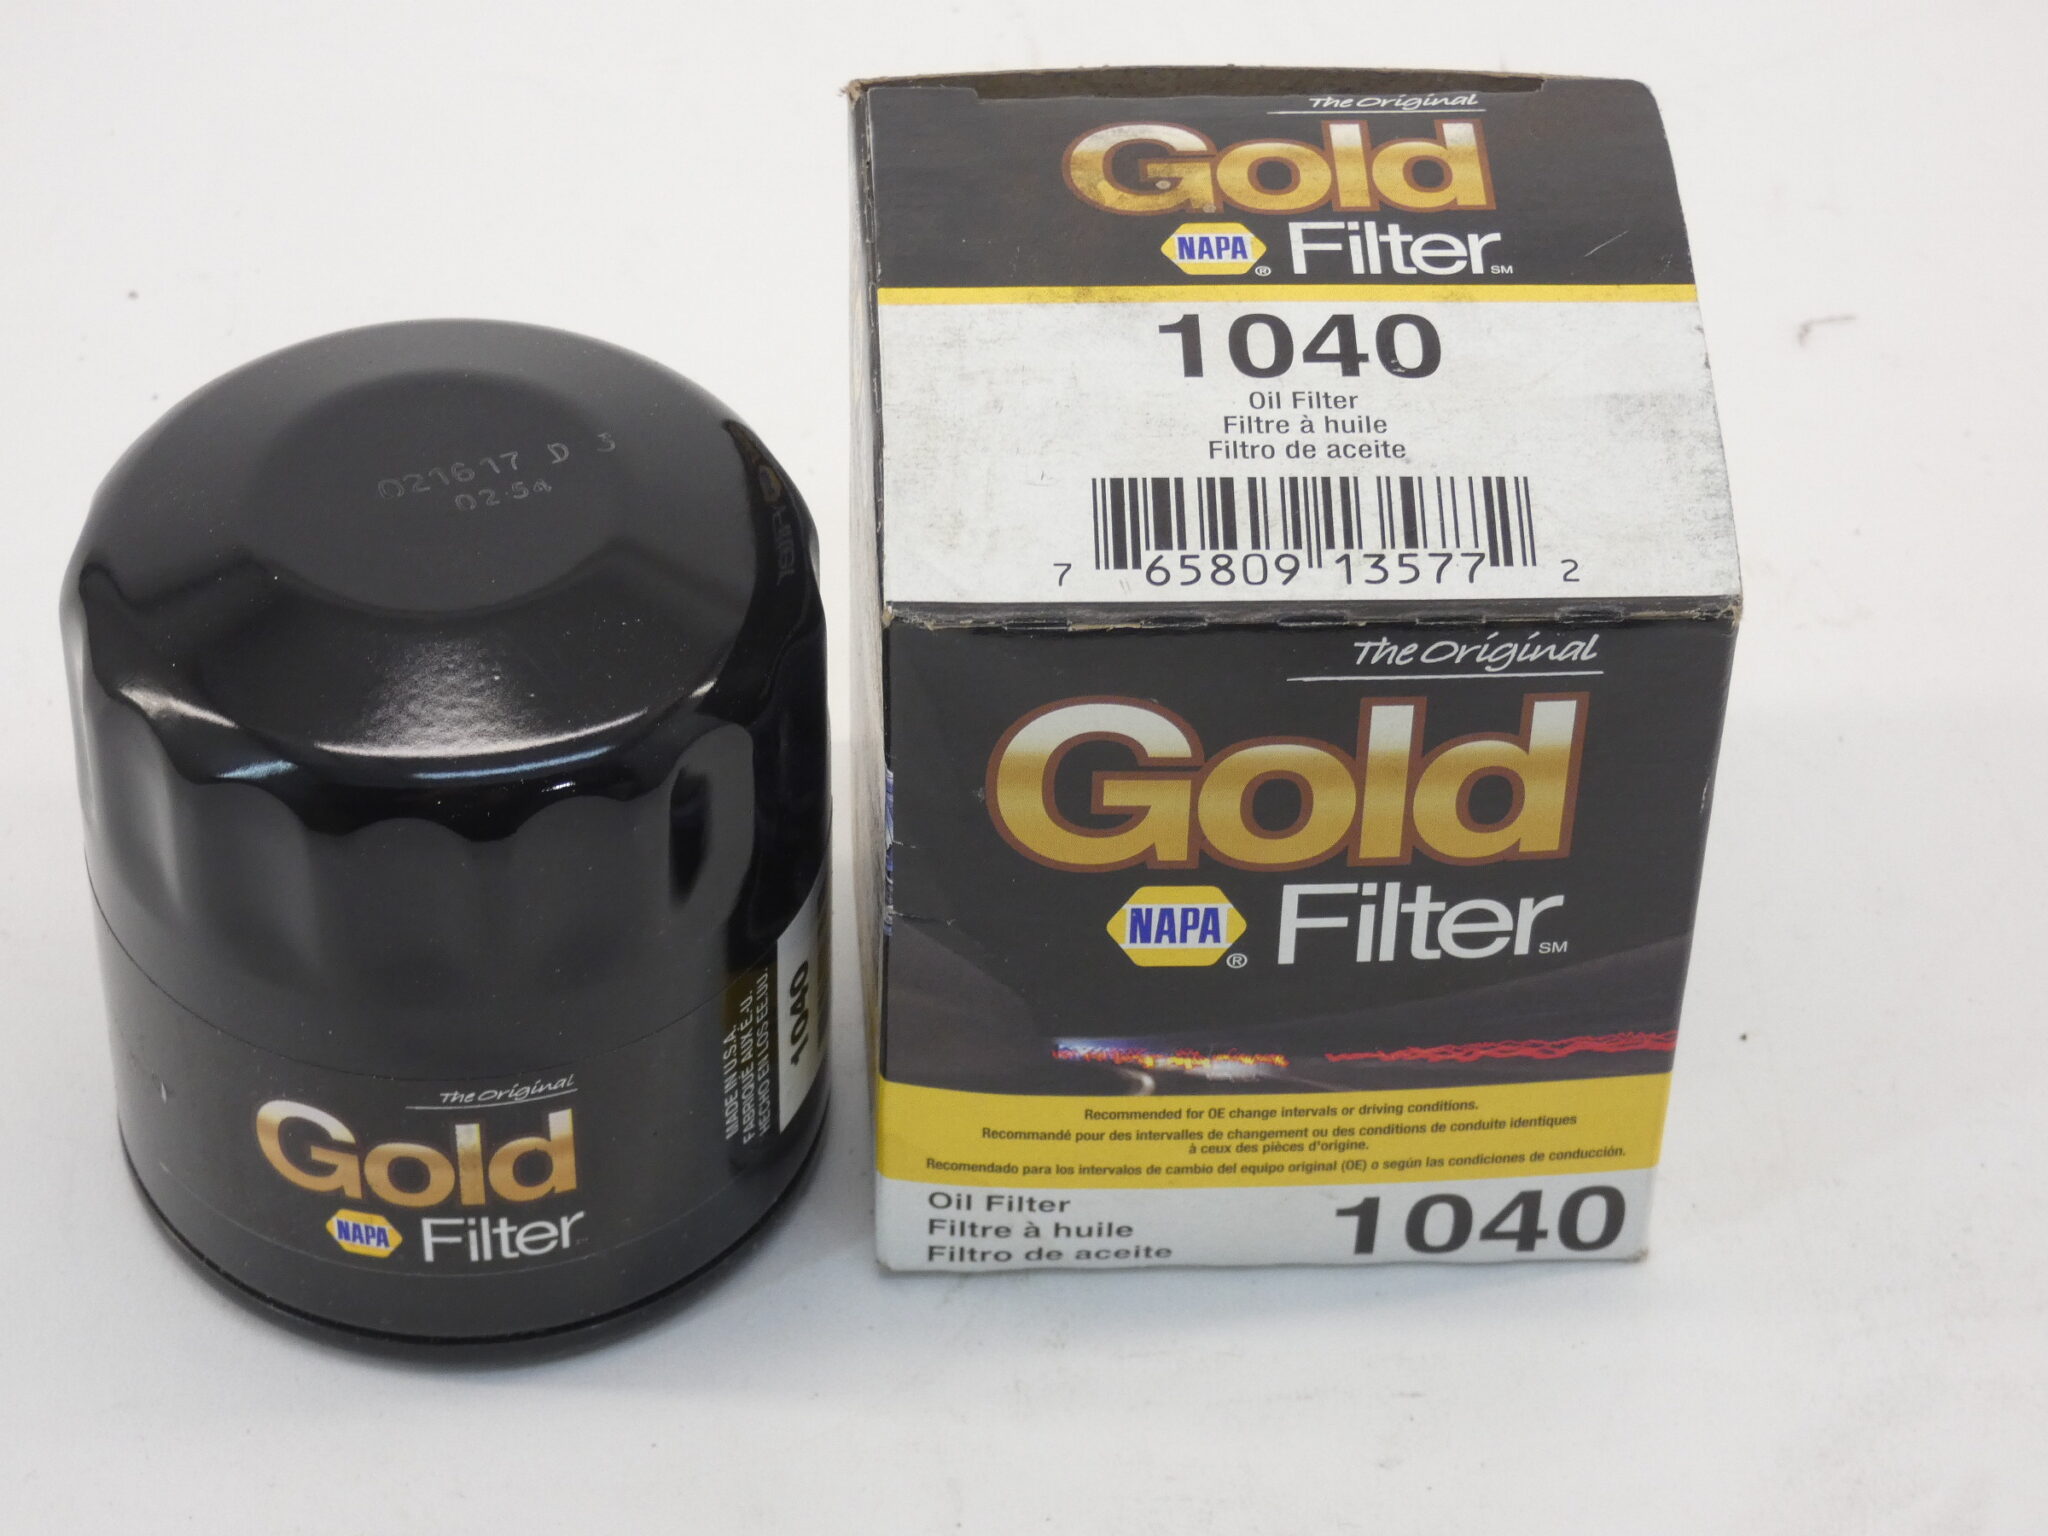 021617 D 3
02:54
The Original
Gold
NAPA Filter
MADE IN U.S.A.
FABRIQUÉ AUX É.-U.
HECHO EN LOS EE.UU.
1040
The Original
Gold
NAPA® Filter SM
1040
Oil Filter
Filtre à huile
Filtro de aceite
7 65809 13577 2
The Original
Gold
NAPA® Filter SM
Recommended for OE change intervals or driving conditions.
Recommandé pour des intervalles de changement ou des conditions de conduite identiques
à ceux des pièces d'origine.
Recomendado para los intervalos de cambio del equipo original (OE) o según las condiciones de conducción.
Oil Filter
Filtre à huile
Filtro de aceite
1040